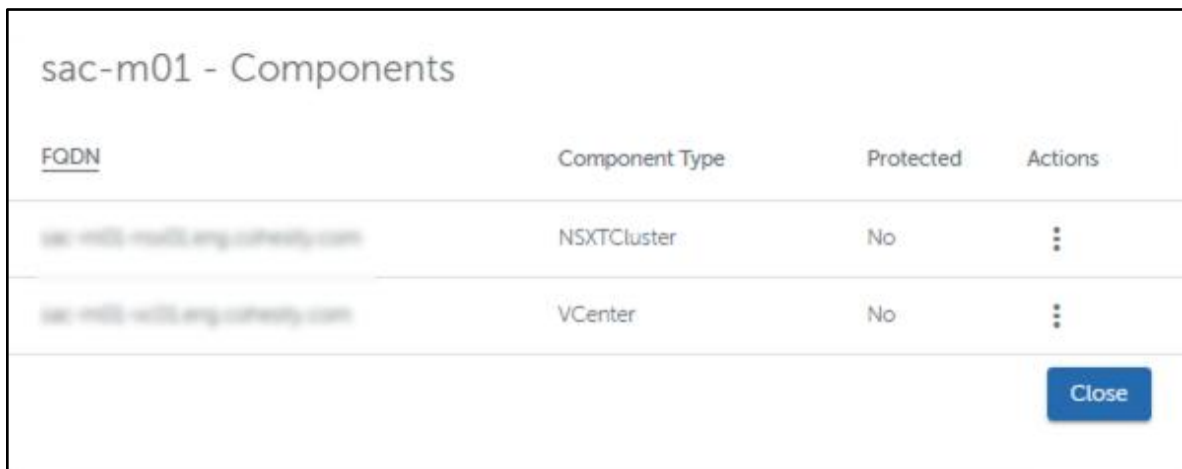 sac-m01 - Components
FQDN Component Type Protected Actions
NSXTCluster No
VCenter No
Close